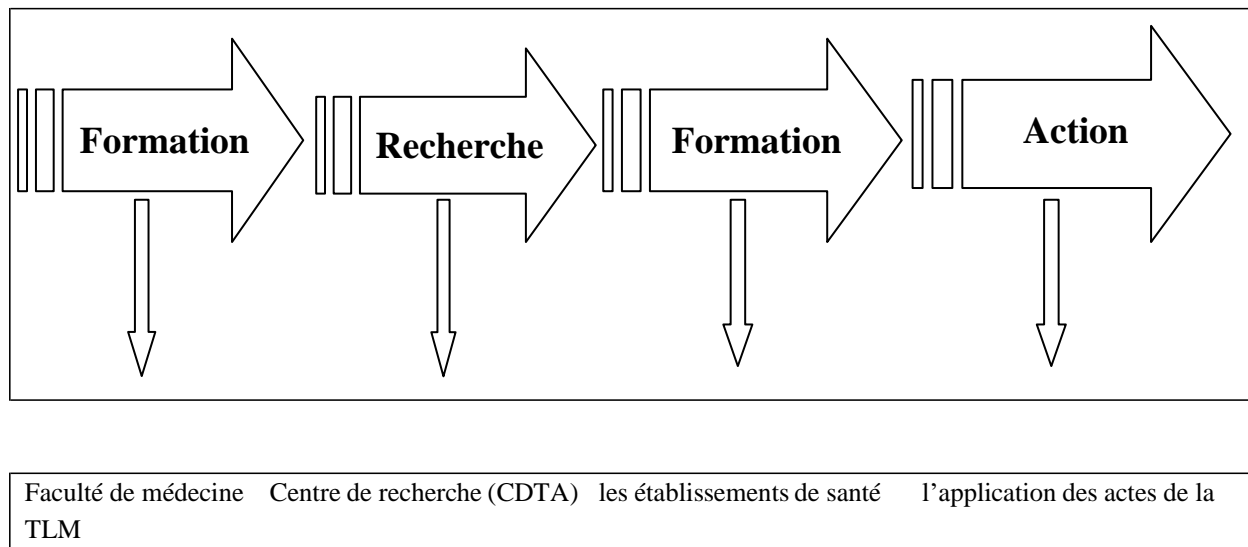 Formation
Recherche
Formation
Action
Faculté de médecine Centre de recherche (CDTA) les établissements de santé l’application des actes de la
TLM